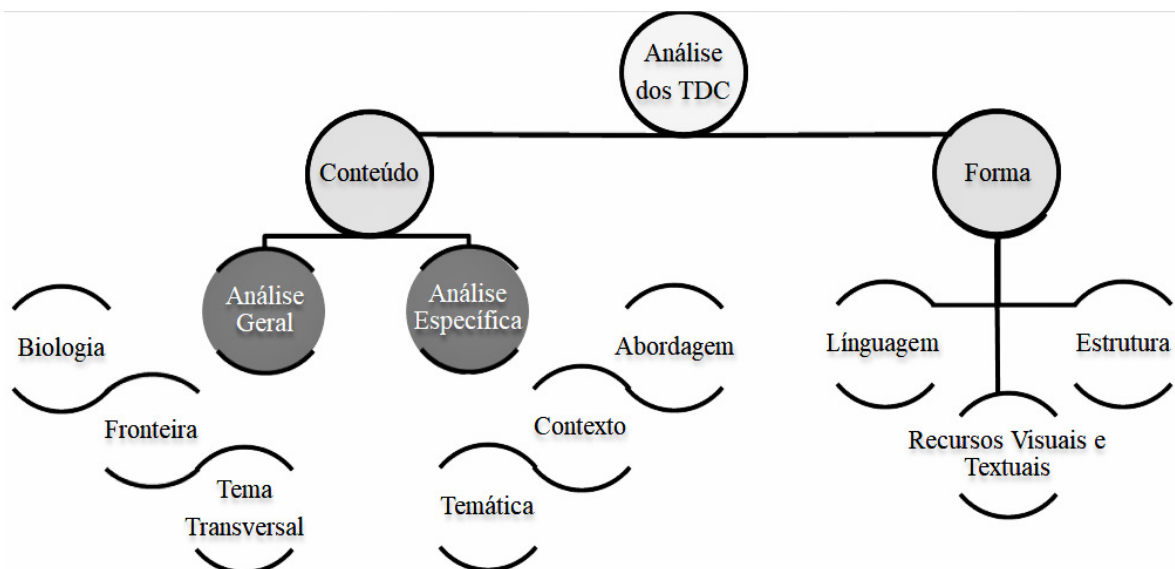 Análise
dos TDC
Conteúdo
Forma
Análise
Geral
Análise
Específica
Biologia
Fronteira
Tema
Transversal
Abordagem
Contexto
Temática
Línguagem
Estrutura
Recursos Visuais e
Textuais